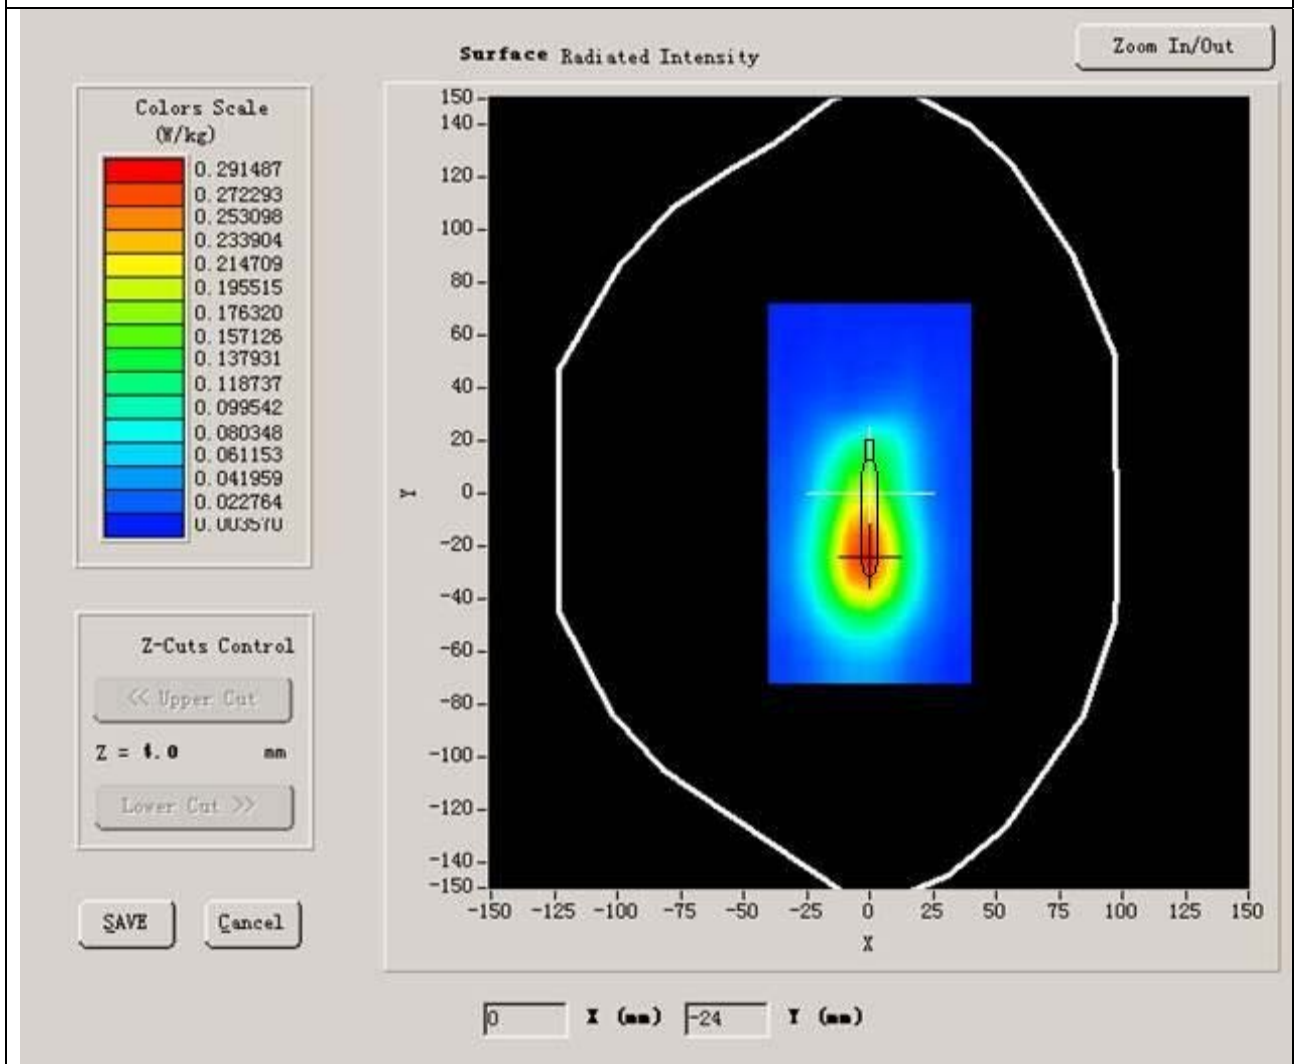 Surface Radiated Intensity
Zoom In/Out
Colors Scale
(W/kg)
0.291487
0.272293
0.253098
0.233904
0.214709
0.195515
0.176320
0.157126
0.137931
0.118737
0.099542
0.080348
0.061153
0.041959
0.022764
0.003570
Z-Cuts Control
<< Upper Cut
Z = 4.0 mm
Lower Cut >>
SAVE
Cancel
150
140
120
100
80
60
40
20
0
-20
-40
-60
-80
-100
-120
-140
-150
Y
-150 -125 -100 -75 -50 -25 0 25 50 75 100 125 150
X
0 X (mm) -24 Y (mm)